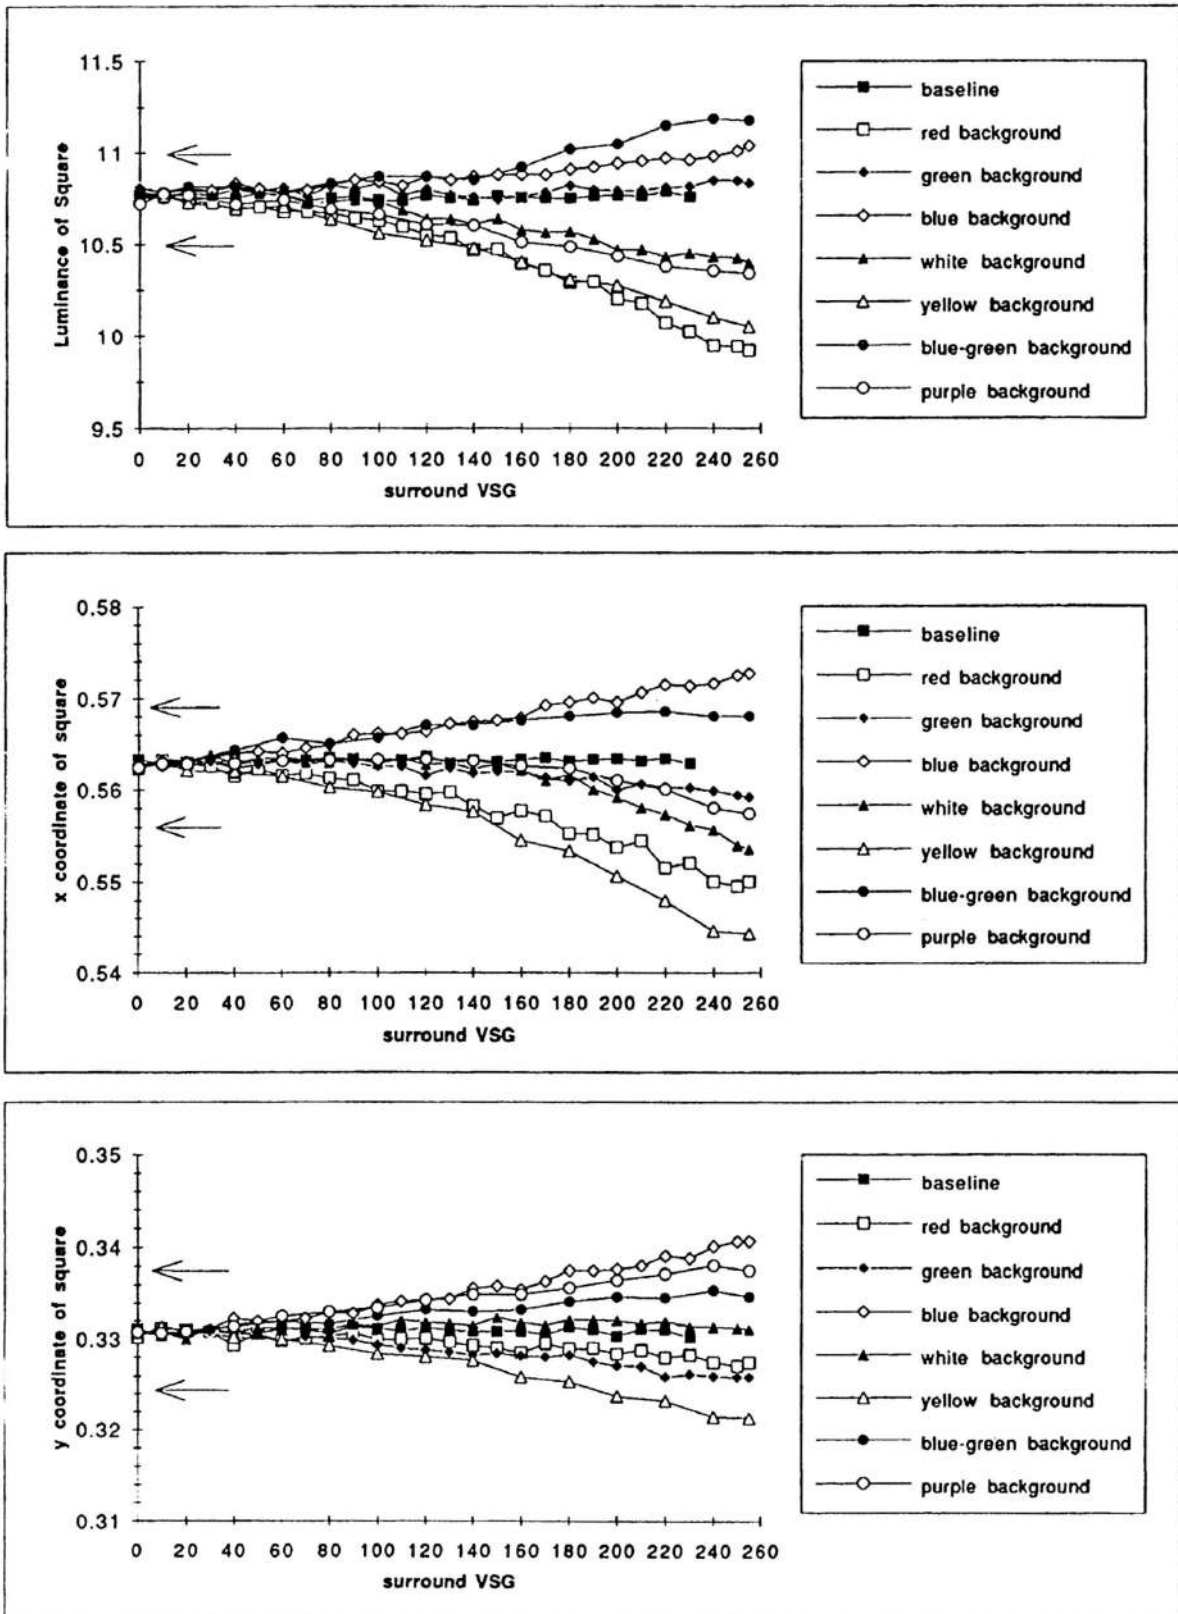 Luminance of Square
11.5
11
10.5
10
9.5
0 20 40 60 80 100 120 140 160 180 200 220 240 260
surround VSG
baseline
red background
green background
blue background
white background
yellow background
blue-green background
purple background
x coordinate of square
0.58
0.57
0.56
0.55
0.54
0 20 40 60 80 100 120 140 160 180 200 220 240 260
surround VSG
baseline
red background
green background
blue background
white background
yellow background
blue-green background
purple background
y coordinate of square
0.35
0.34
0.33
0.32
0.31
0 20 40 60 80 100 120 140 160 180 200 220 240 260
surround VSG
baseline
red background
green background
blue background
white background
yellow background
blue-green background
purple background